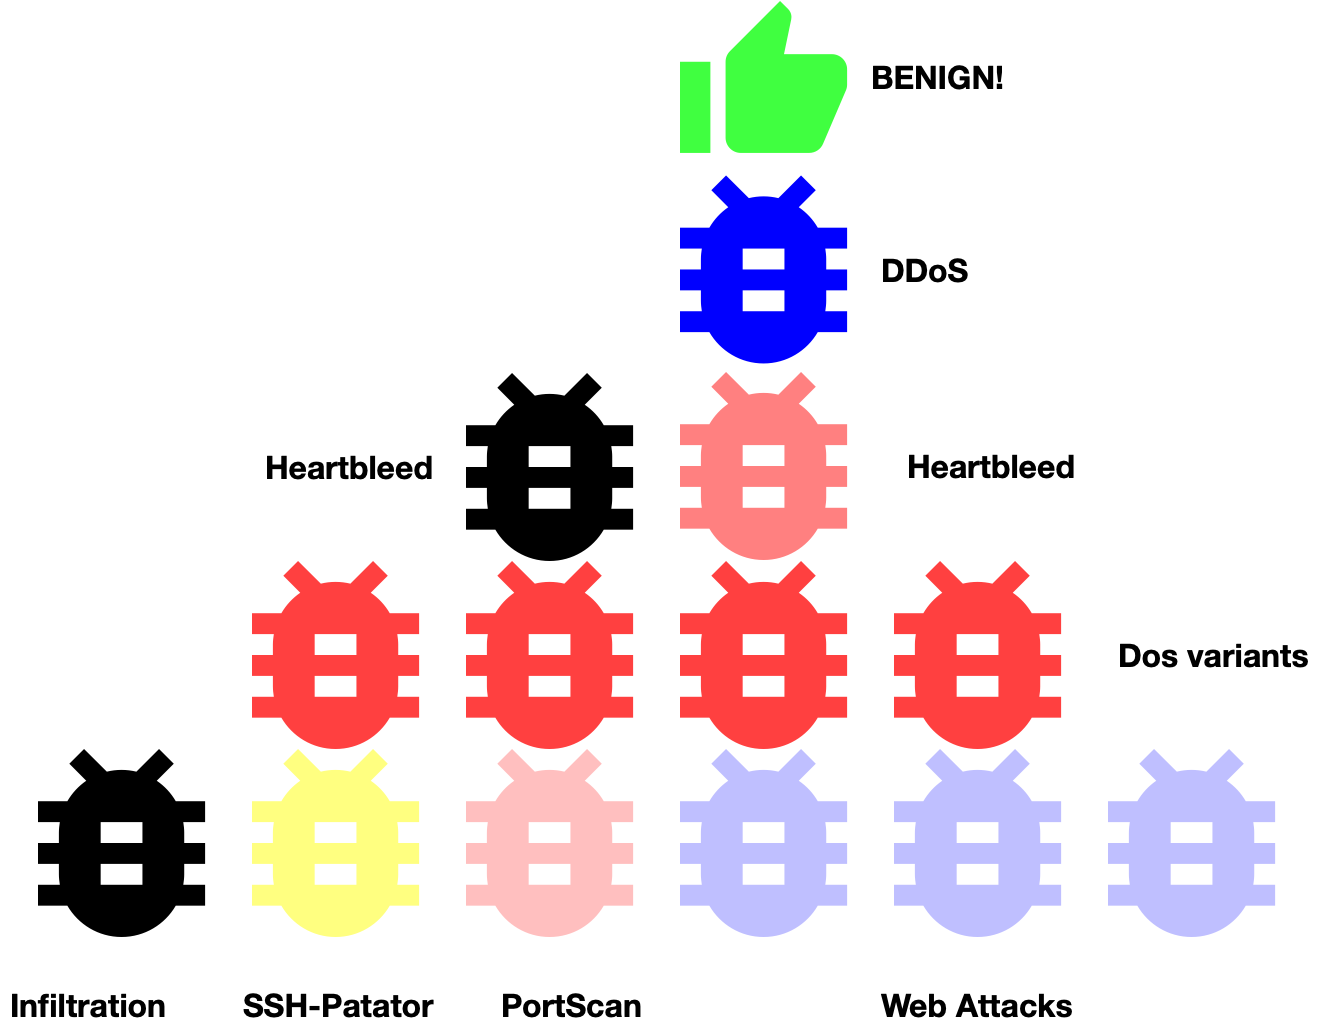 BENIGN!
DDoS
Heartbleed
Heartbleed
Dos variants
Infiltration
SSH-Patator
PortScan
Web Attacks